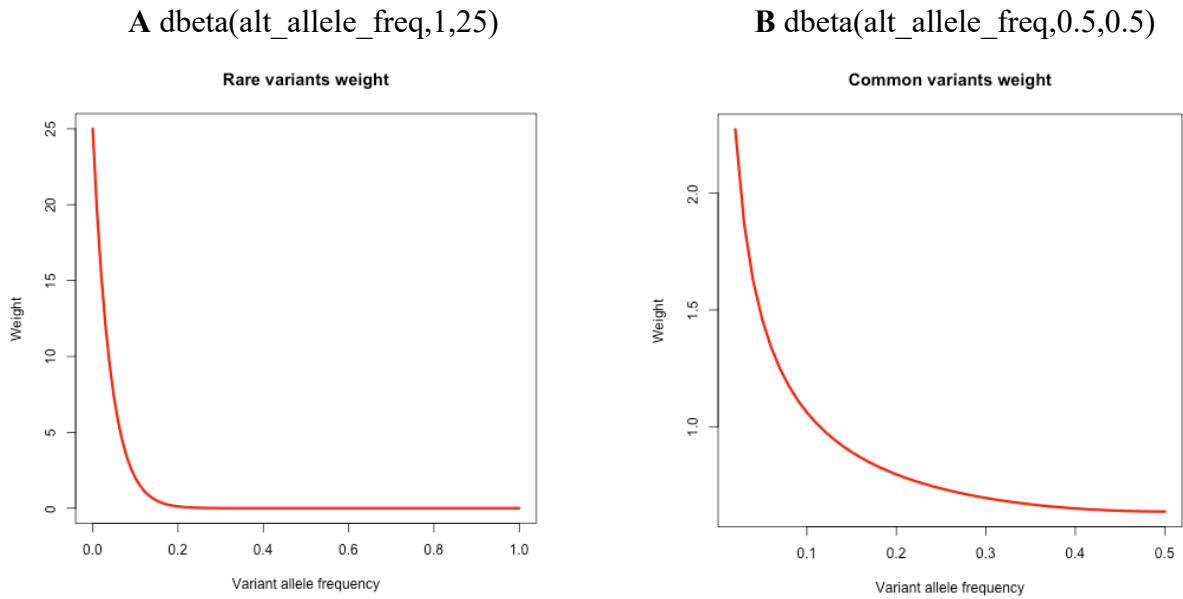 A dbeta(alt_allele_freq,1,25)
Rare variants weight
Weight
25
20
15
10
5
0
0.0 0.2 0.4 0.6 0.8 1.0
Variant allele frequency
B dbeta(alt_allele_freq,0.5,0.5)
Common variants weight
Weight
2.0
1.5
1.0
0.1 0.2 0.3 0.4 0.5
Variant allele frequency